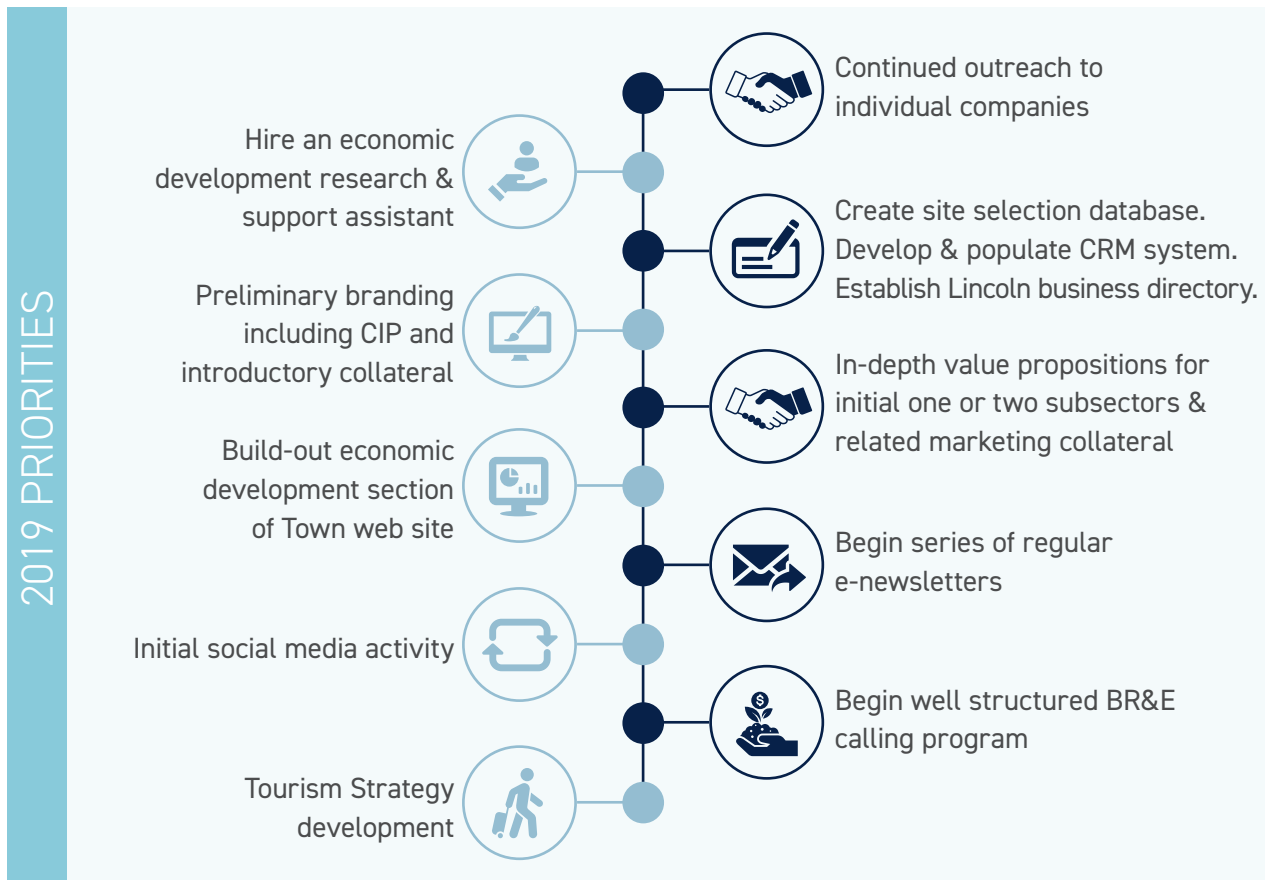 2019 PRIORITIES
Continued outreach to
individual companies
Hire an economic
development research &
support assistant
Create site selection database.
Develop & populate CRM system.
Establish Lincoln business directory.
Preliminary branding
including CIP and
introductory collateral
In-depth value propositions for
initial one or two subsectors &
related marketing collateral
Build-out economic
development section
of Town web site
Begin series of regular
e-newsletters
Initial social media activity
$
Begin well structured BR&E
calling program
Tourism Strategy
development